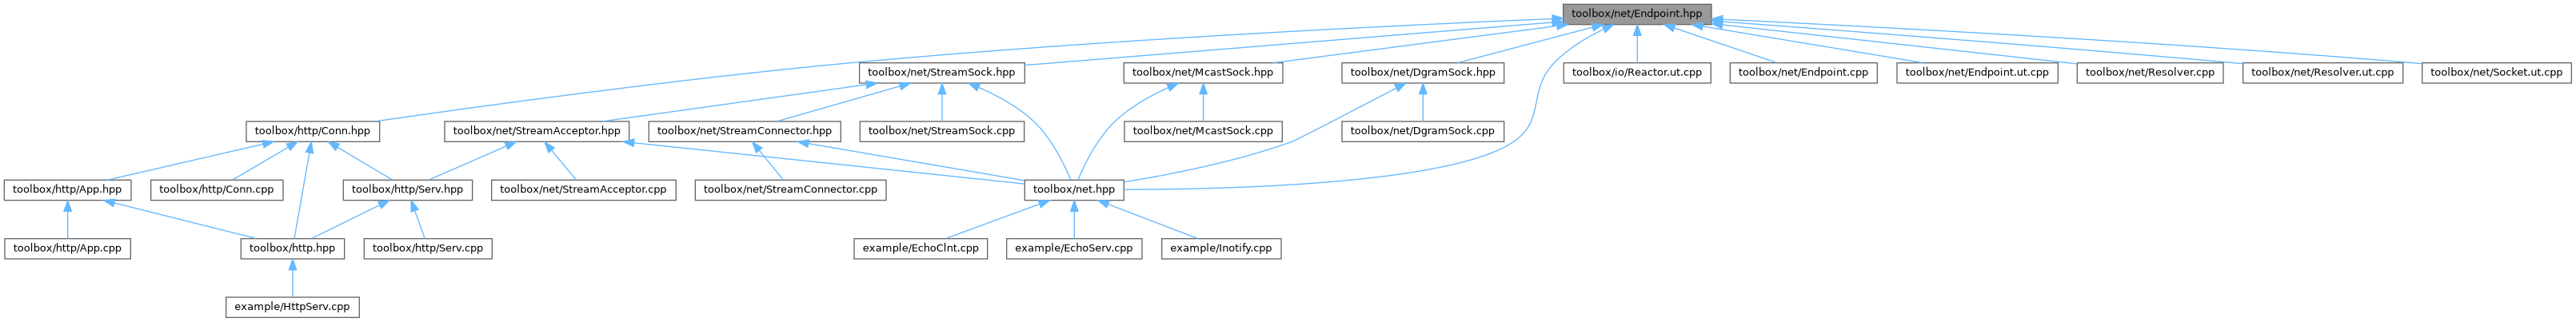 toolbox/net/Endpoint.hpp
toolbox/net/StreamSock.hpp
toolbox/net/McastSock.hpp
toolbox/net/DgramSock.hpp
toolbox/io/Reactor.ut.cpp
toolbox/net/Endpoint.cpp
toolbox/net/Endpoint.ut.cpp
toolbox/net/Resolver.cpp
toolbox/net/Resolver.ut.cpp
toolbox/net/Socket.ut.cpp
toolbox/http/Conn.hpp
toolbox/net/StreamAcceptor.hpp
toolbox/net/StreamConnector.hpp
toolbox/net/StreamSock.cpp
toolbox/net/McastSock.cpp
toolbox/net/DgramSock.cpp
toolbox/http/App.hpp
toolbox/http/Conn.cpp
toolbox/http/Serv.hpp
toolbox/net/StreamAcceptor.cpp
toolbox/net/StreamConnector.cpp
toolbox/net.hpp
toolbox/http/App.cpp
toolbox/http.hpp
toolbox/http/Serv.cpp
example/EchoClnt.cpp
example/EchoServ.cpp
example/Inotify.cpp
example/HttpServ.cpp